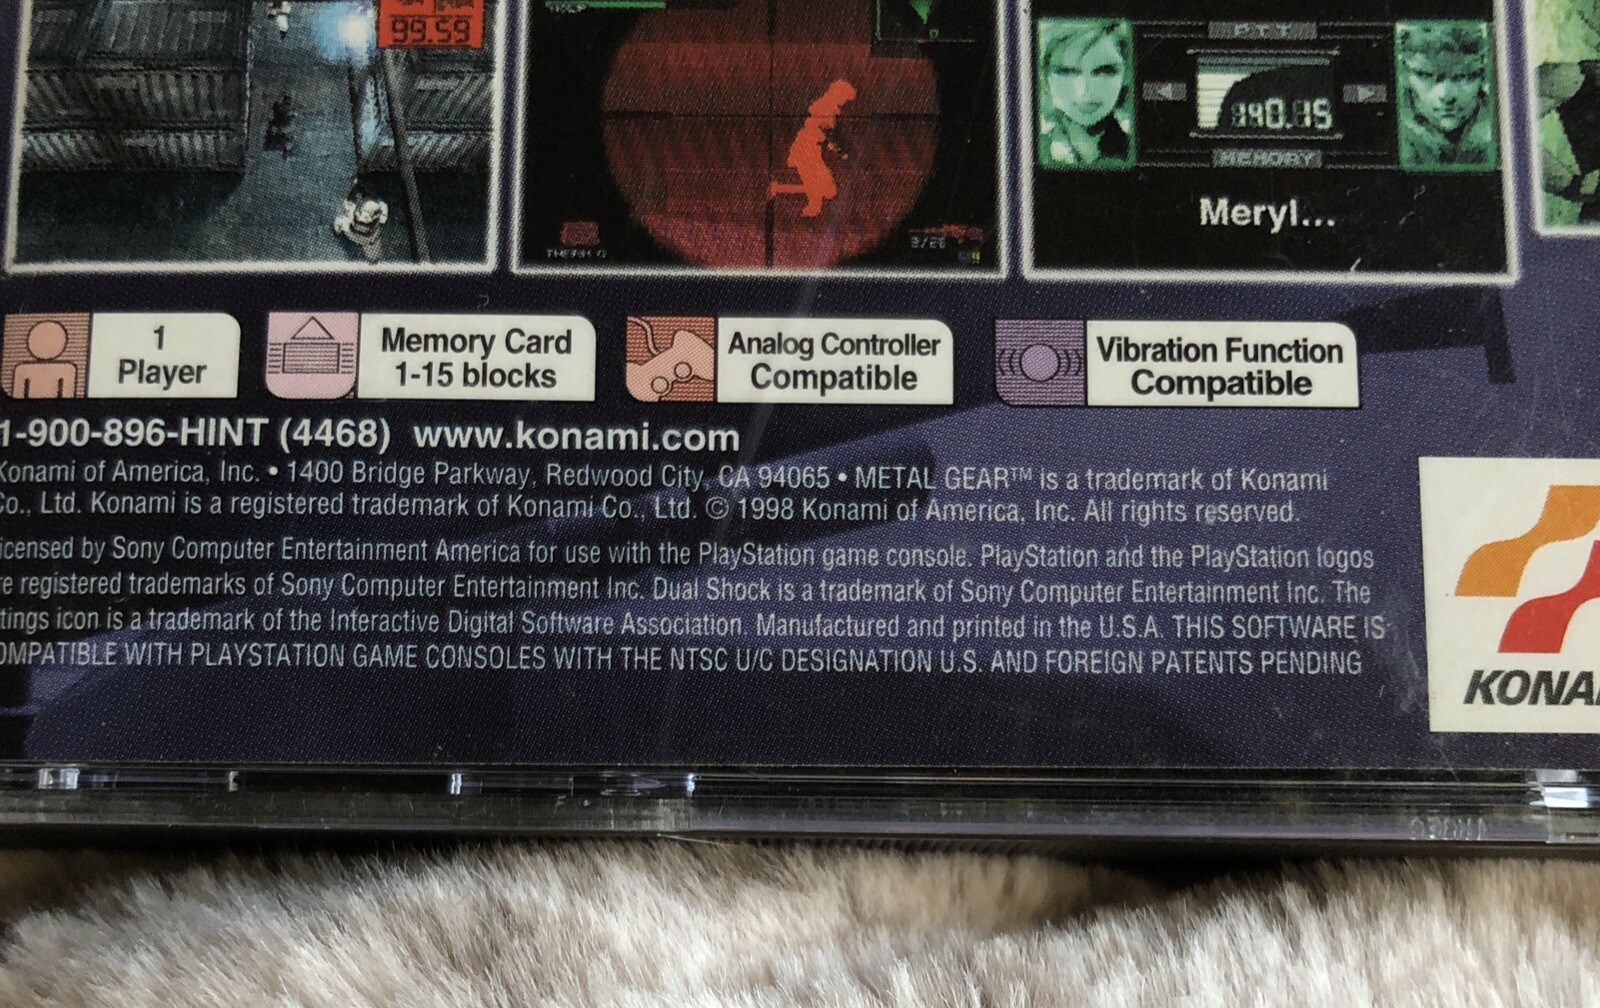 99.59
PTT
140.15
MEMORY
Meryl...
1
Player
Memory Card
1-15 blocks
Analog Controller
Compatible
Vibration Function
Compatible
1-900-896-HINT (4468) www.konami.com
Konami of America, Inc. • 1400 Bridge Parkway, Redwood City, CA 94065 • METAL GEAR™ is a trademark of Konami
Co., Ltd. Konami is a registered trademark of Konami Co., Ltd. © 1998 Konami of America, Inc. All rights reserved.
icensed by Sony Computer Entertainment America for use with the PlayStation game console. PlayStation and the PlayStation logos
re registered trademarks of Sony Computer Entertainment Inc. Dual Shock is a trademark of Sony Computer Entertainment Inc. The
tings icon is a trademark of the Interactive Digital Software Association. Manufactured and printed in the U.S.A. THIS SOFTWARE IS
OMPATIBLE WITH PLAYSTATION GAME CONSOLES WITH THE NTSC U/C DESIGNATION U.S. AND FOREIGN PATENTS PENDING
KONA